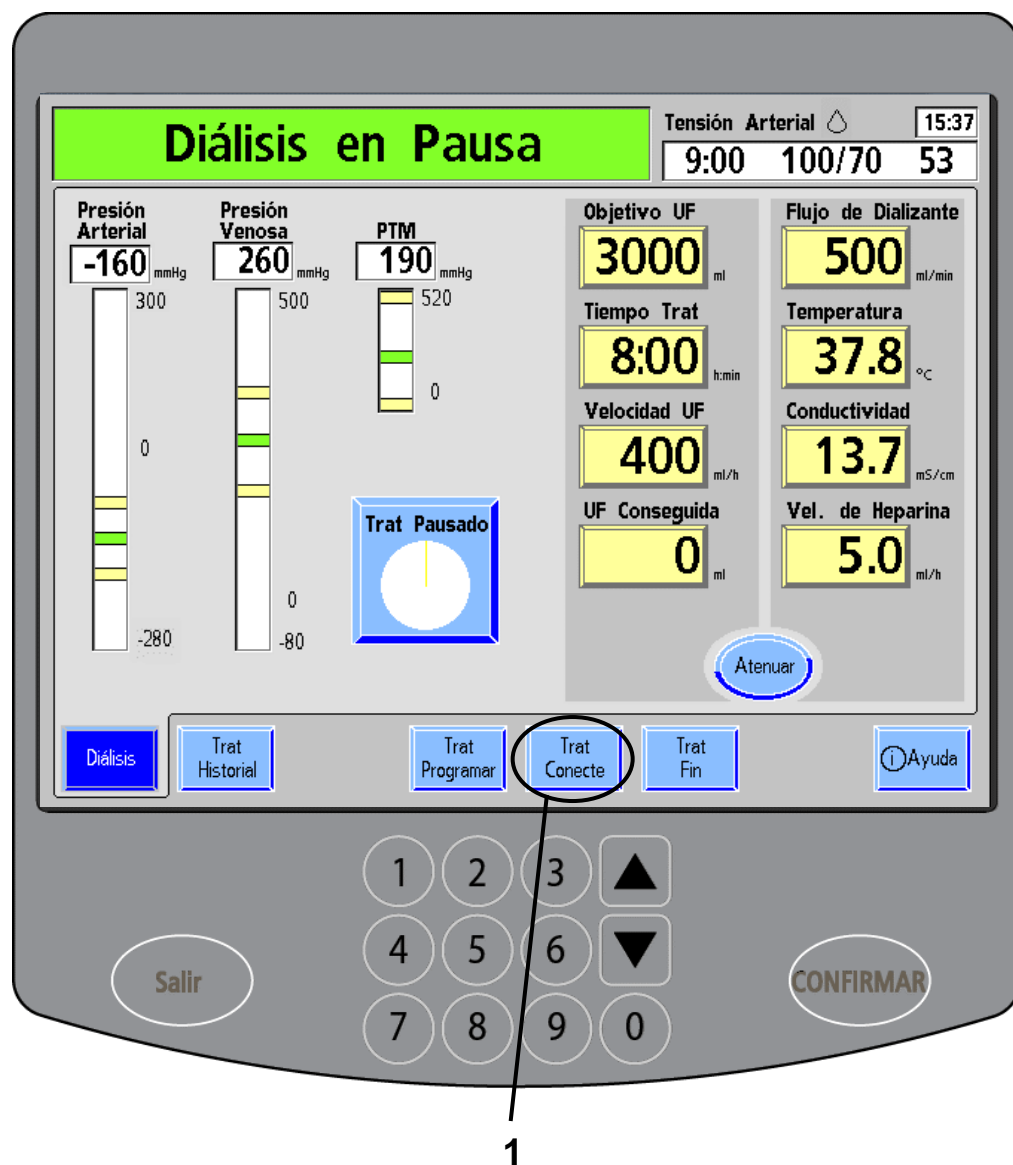 Diálisis en Pausa
Tensión Arterial 15:37
9:00 100/70 53
Presión
Arterial
-160 mmHg
300
0
-280
Presión
Venosa
260 mmHg
500
0
-80
PTM
190 mmHg
520
0
Trat Pausado
Objetivo UF
3000 ml
Tiempo Trat
8:00 h:min
Velocidad UF
400 ml/h
UF Conseguida
0 ml
Flujo de Dializante
500 ml/min
Temperatura
37.8 °C
Conductividad
13.7 mS/cm
Vel. de Heparina
5.0 ml/h
Atenuar
Diálisis
Trat
Historial
Trat
Programar
Trat
Conecte
Trat
Fin
i Ayuda
1 2 3
4 5 6
7 8 9 0
Salir
CONFIRMAR
1